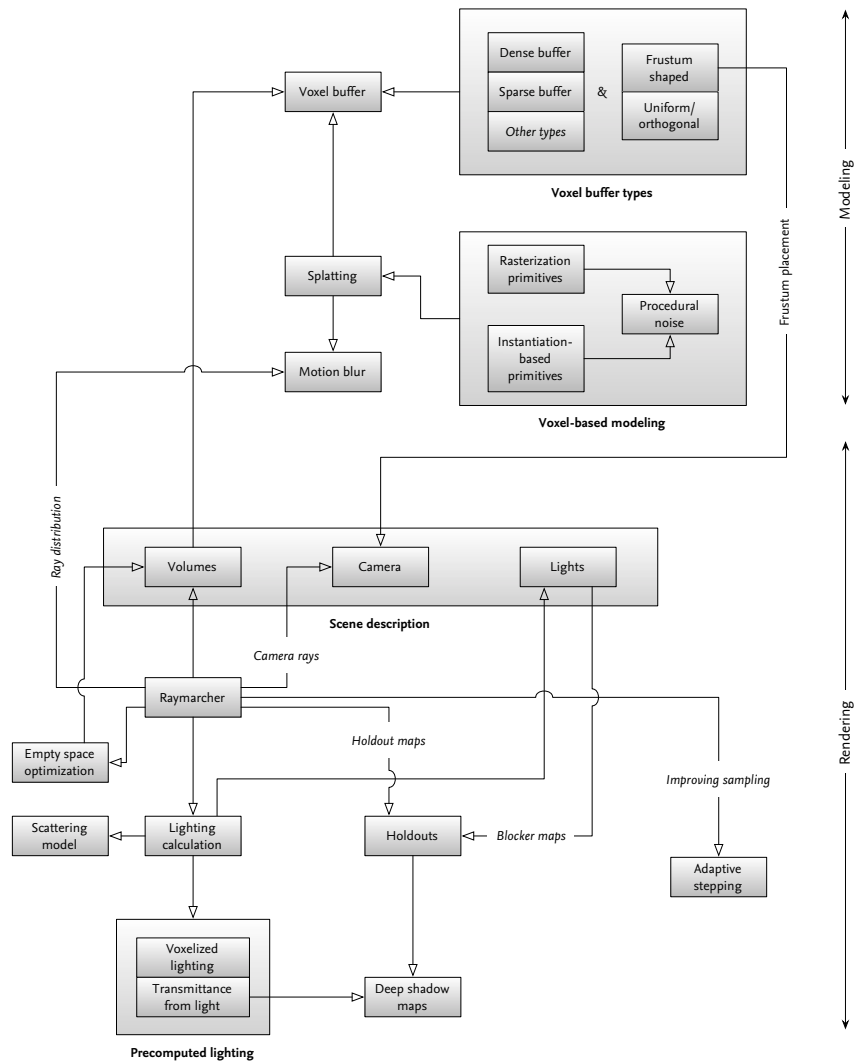 Dense buffer
Sparse buffer
Other types
&
Frustum
shaped
Uniform/
orthogonal
Voxel buffer
Voxel buffer types
Modeling
Frustum placement
Splatting
Rasterization
primitives
Procedural
noise
Instantiation-
based
primitives
Motion blur
Voxel-based modeling
Ray distribution
Volumes
Camera
Lights
Scene description
Camera rays
Raymarcher
Rendering
Empty space
optimization
Holdout maps
Improving sampling
Scattering
model
Lighting
calculation
Holdouts
Blocker maps
Adaptive
stepping
Voxelized
lighting
Transmittance
from light
Deep shadow
maps
Precomputed lighting